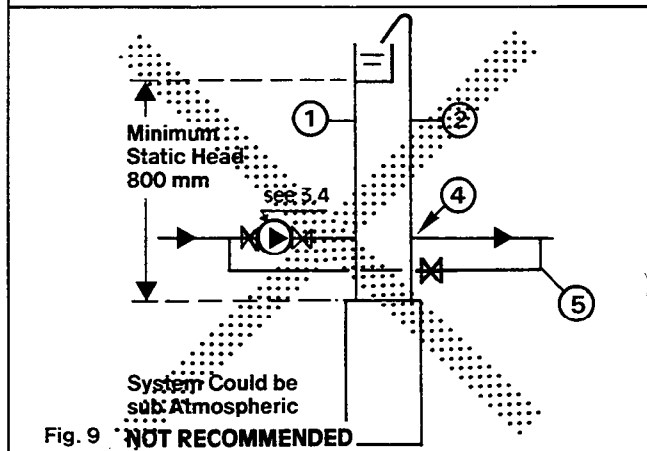 1
2
Minimum
Static Head
800 mm
see 3.4
4
5
System Could be
sub Atmospheric
Fig. 9 NOT RECOMMENDED